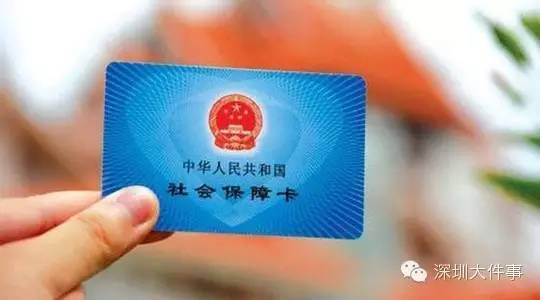 中华人民共和国
社会保障卡
深圳大件事